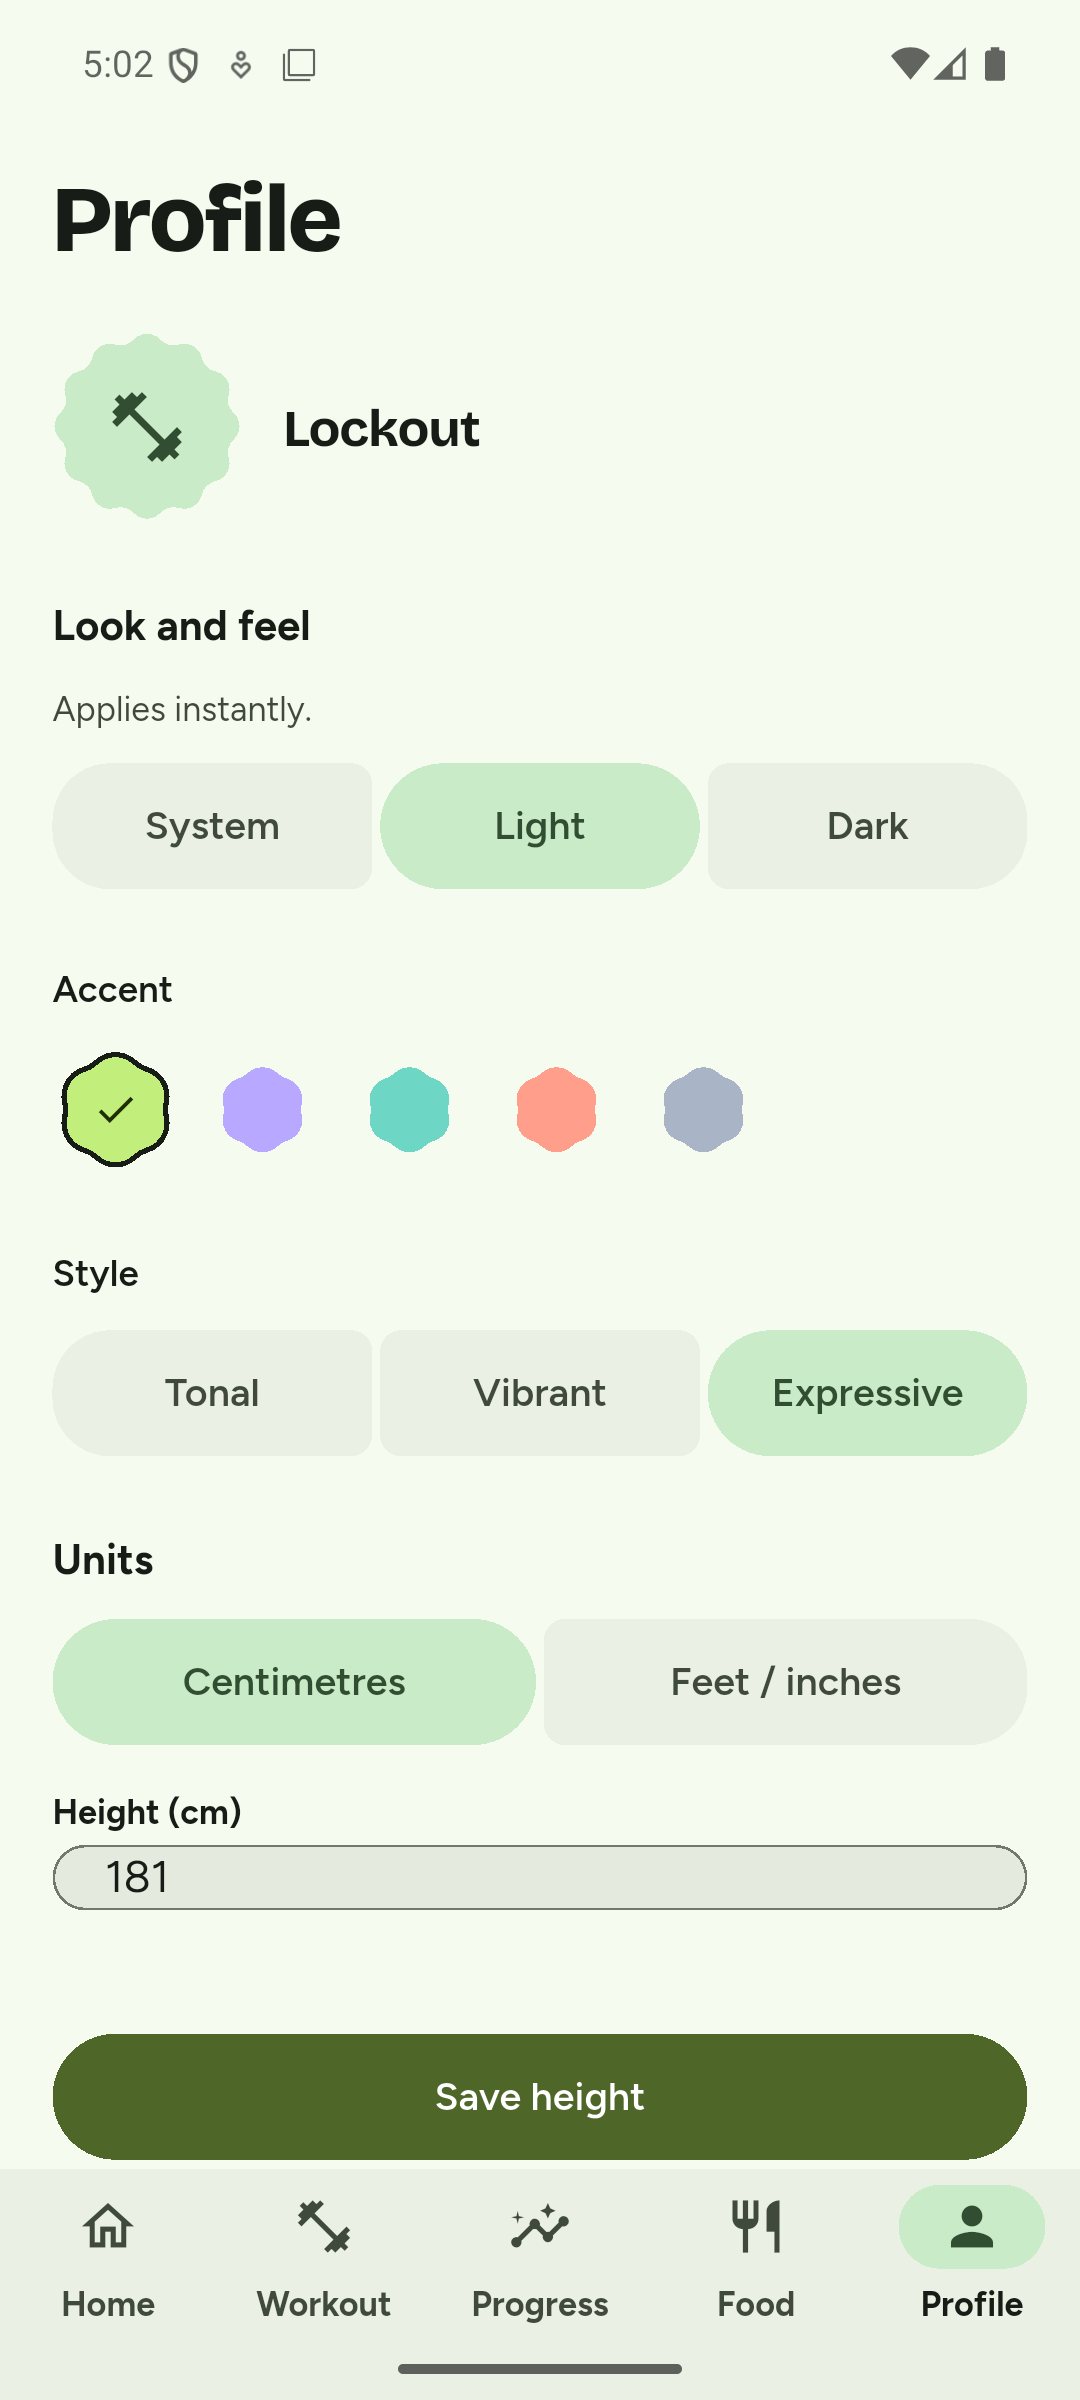 5:02
Profile
Lockout
Look and feel
Applies instantly.
System
Light
Dark
Accent
Style
Tonal
Vibrant
Expressive
Units
Centimetres
Feet / inches
Height (cm)
181
Save height
Home
Workout
Progress
Food
Profile